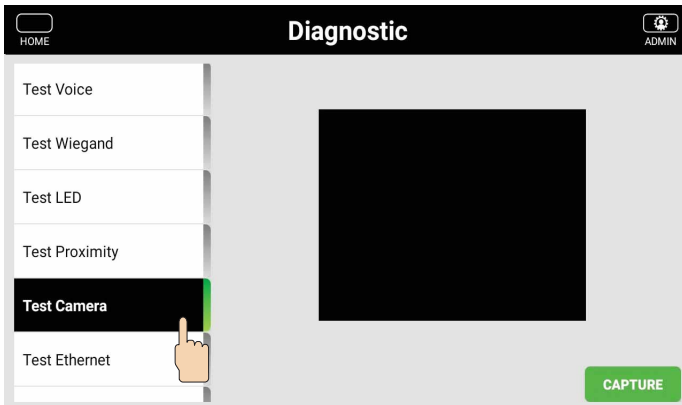 HOME
Diagnostic
ADMIN
Test Voice
Test Wiegand
Test LED
Test Proximity
Test Camera
Test Ethernet
CAPTURE